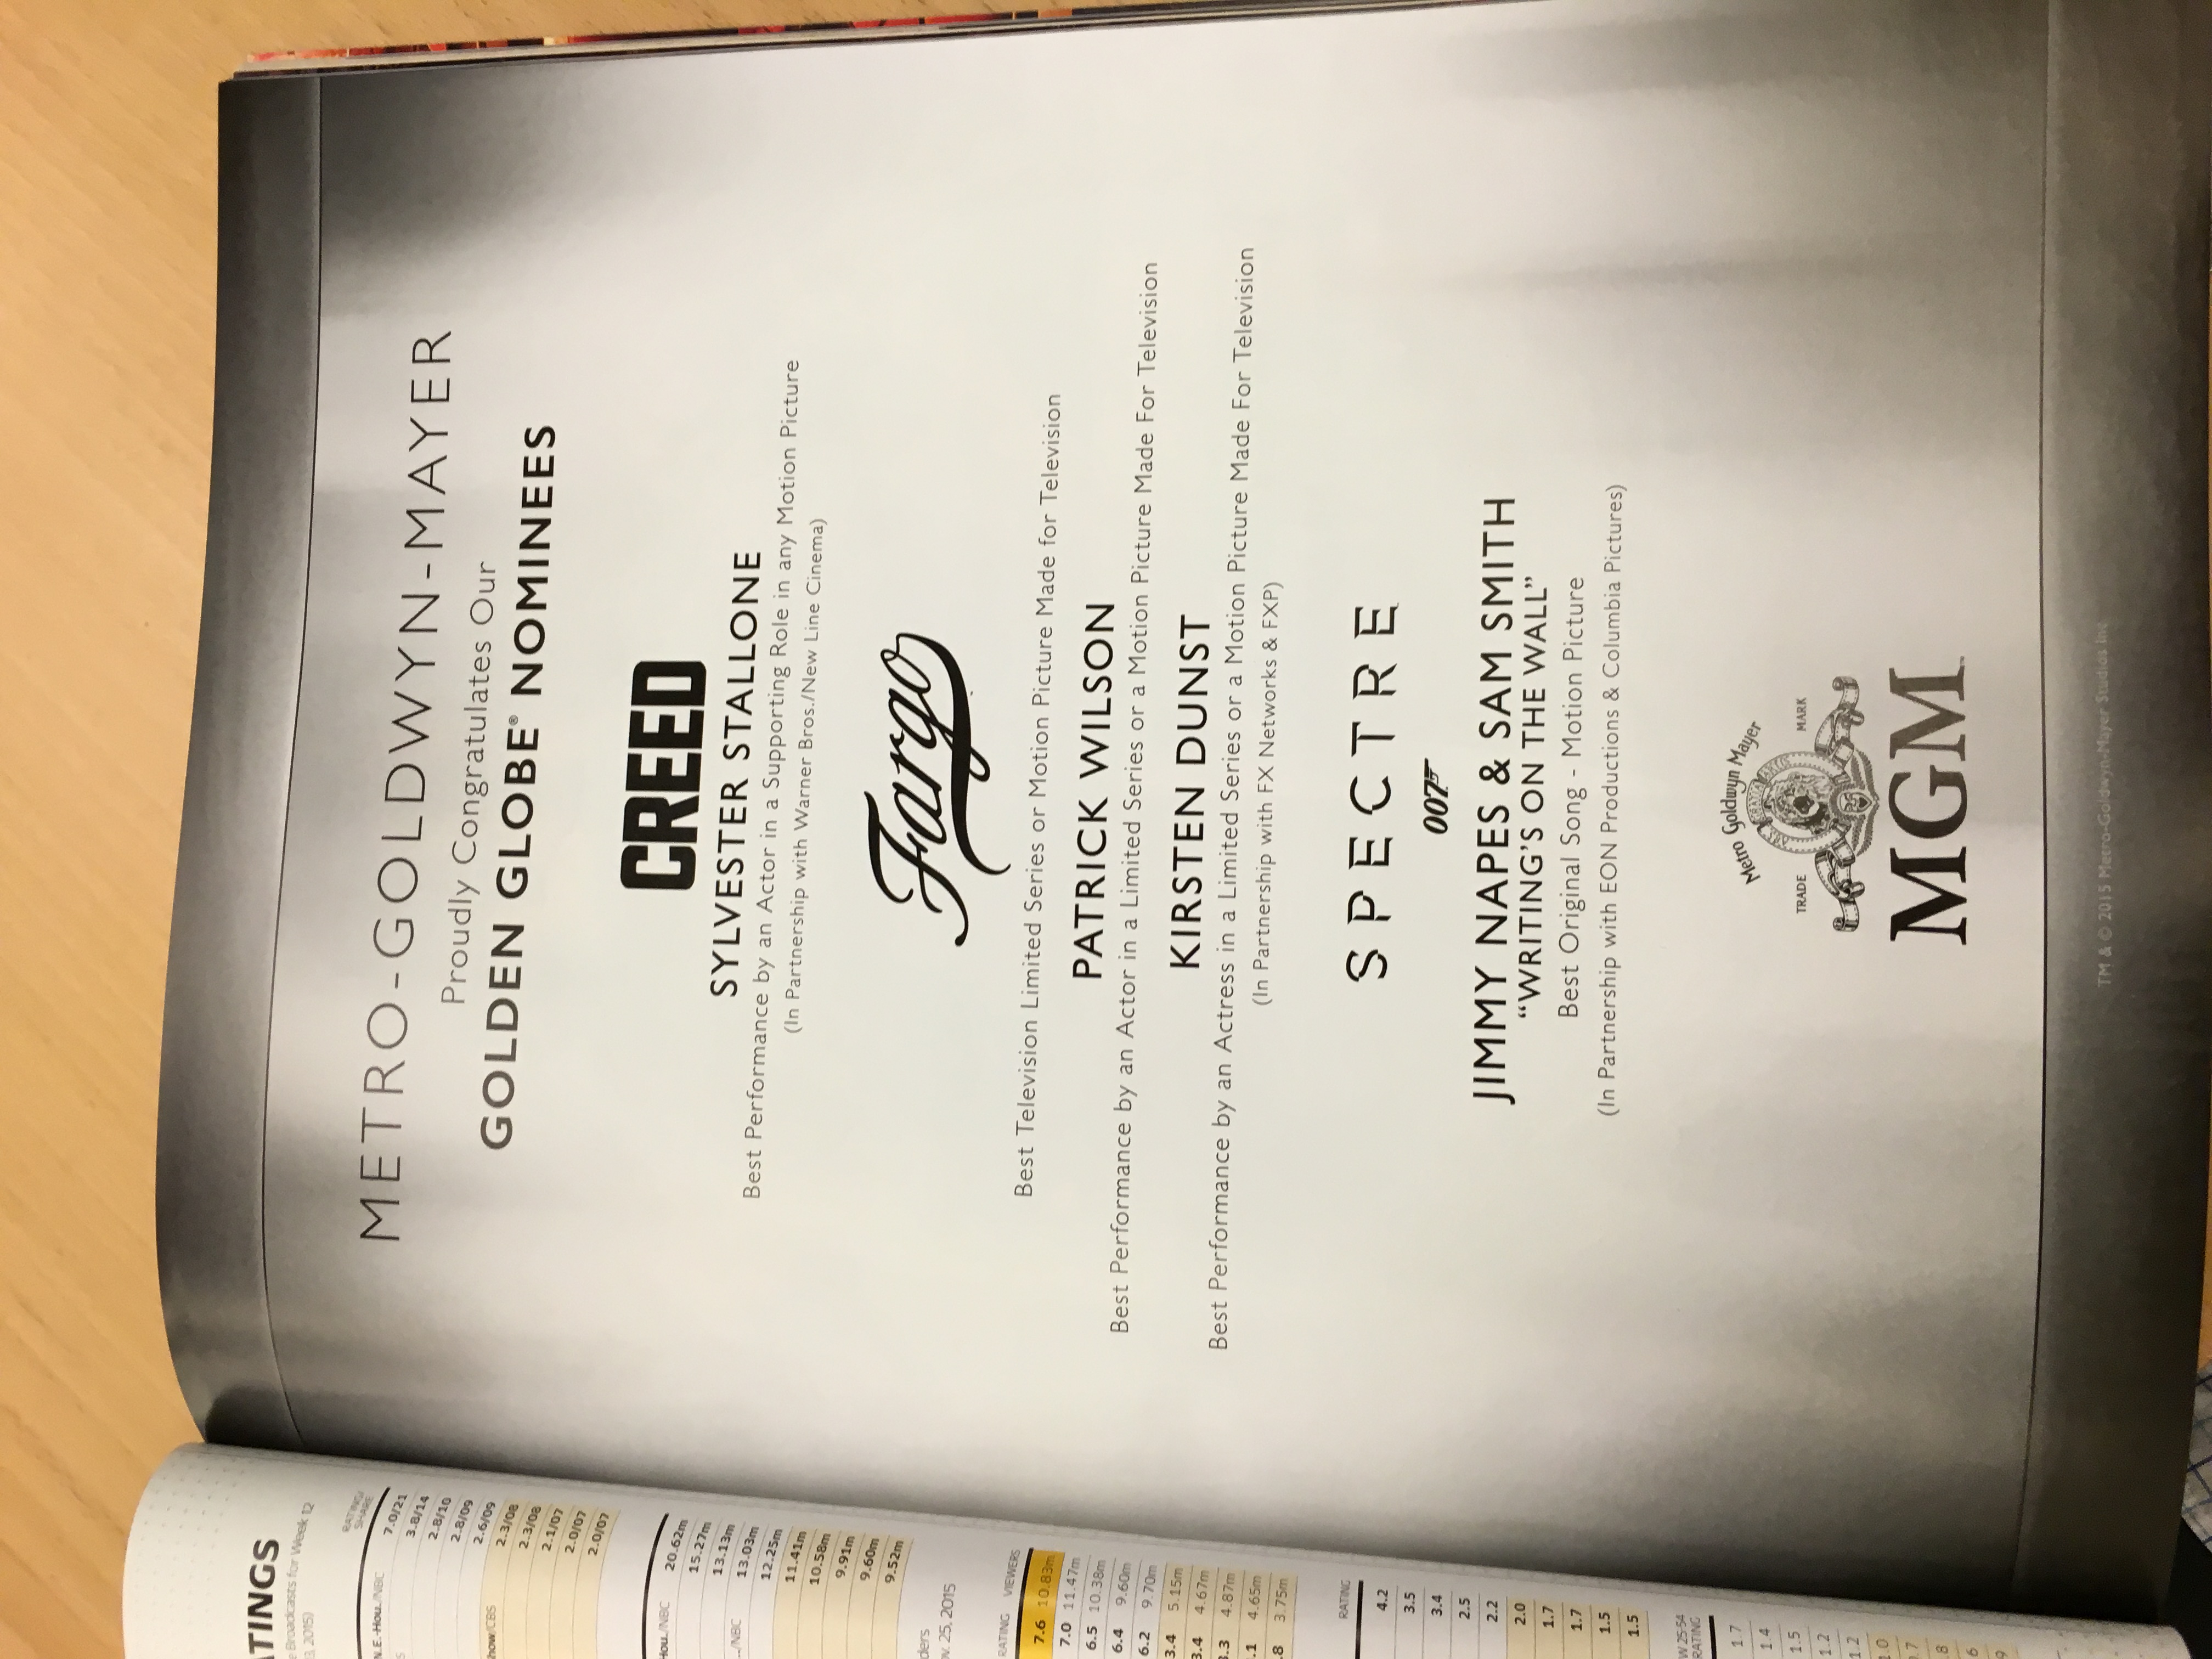 TINGS
e Broadcasts for Week 12
3, 2015)
RATING/
SHARE
N.E.-Hou./NBC 7.0/21
S 3.8/14
2.8/10
2.8/09
2.6/09
how/CBS 2.3/08
2.3/08
2.1/07
2.0/07
2.0/07
Hou./NBC 20.62m
15.27m
13.13m
../NBC 13.03m
12.25m
11.41m
10.58m
9.91m
9.60m
9.52m
ders
v. 25, 2015
RATING VIEWERS
7.6 10.83m
7.0 11.47m
6.5 10.38m
6.4 9.60m
6.2 9.70m
3.4 5.15m
3.4 4.67m
3.3 4.87m
.1 4.65m
.8 3.75m
RATING
4.2
3.5
3.4
2.5
2.2
2.0
1.7
1.7
1.5
1.5
W 25-54
RATING
1.7
1.4
1.5
1.2
1.2
1.0
.7
.8
6
9
METRO-GOLDWYN-MAYER
Proudly Congratulates Our
GOLDEN GLOBE® NOMINEES
CREED
SYLVESTER STALLONE
Best Performance by an Actor in a Supporting Role in any Motion Picture
(In Partnership with Warner Bros./New Line Cinema)
Fargo
Best Television Limited Series or Motion Picture Made for Television
PATRICK WILSON
Best Performance by an Actor in a Limited Series or a Motion Picture Made For Television
KIRSTEN DUNST
Best Performance by an Actress in a Limited Series or a Motion Picture Made For Television
(In Partnership with FX Networks & FXP)
SPECTRE
007
JIMMY NAPES & SAM SMITH
“WRITING’S ON THE WALL”
Best Original Song - Motion Picture
(In Partnership with EON Productions & Columbia Pictures)
Metro Goldwyn Mayer
ARS GRATIA ARTIS
TRADE MARK
MGM
TM & © 2015 Metro-Goldwyn-Mayer Studios Inc.